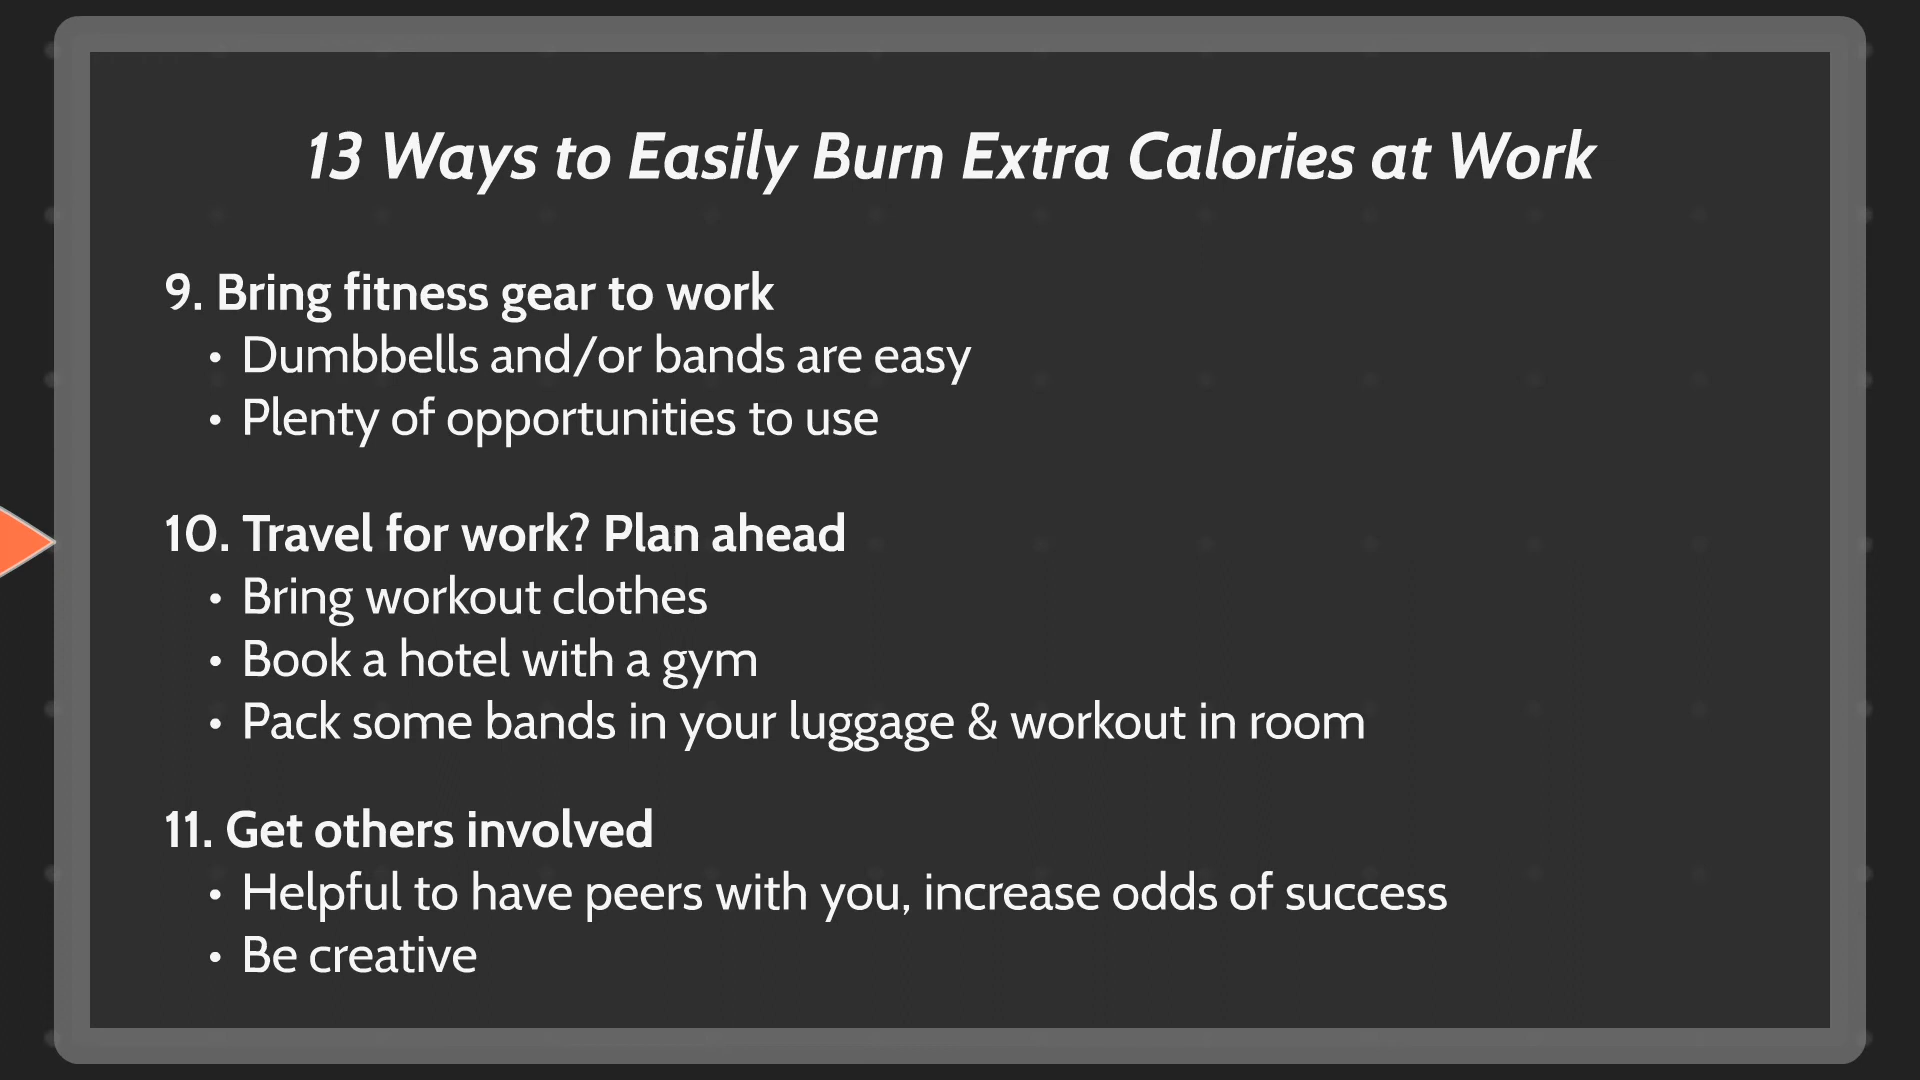 13 Ways to Easily Burn Extra Calories at Work
9. Bring fitness gear to work
• Dumbbells and/or bands are easy
• Plenty of opportunities to use
10. Travel for work? Plan ahead
• Bring workout clothes
• Book a hotel with a gym
• Pack some bands in your luggage & workout in room
11. Get others involved
• Helpful to have peers with you, increase odds of success
• Be creative